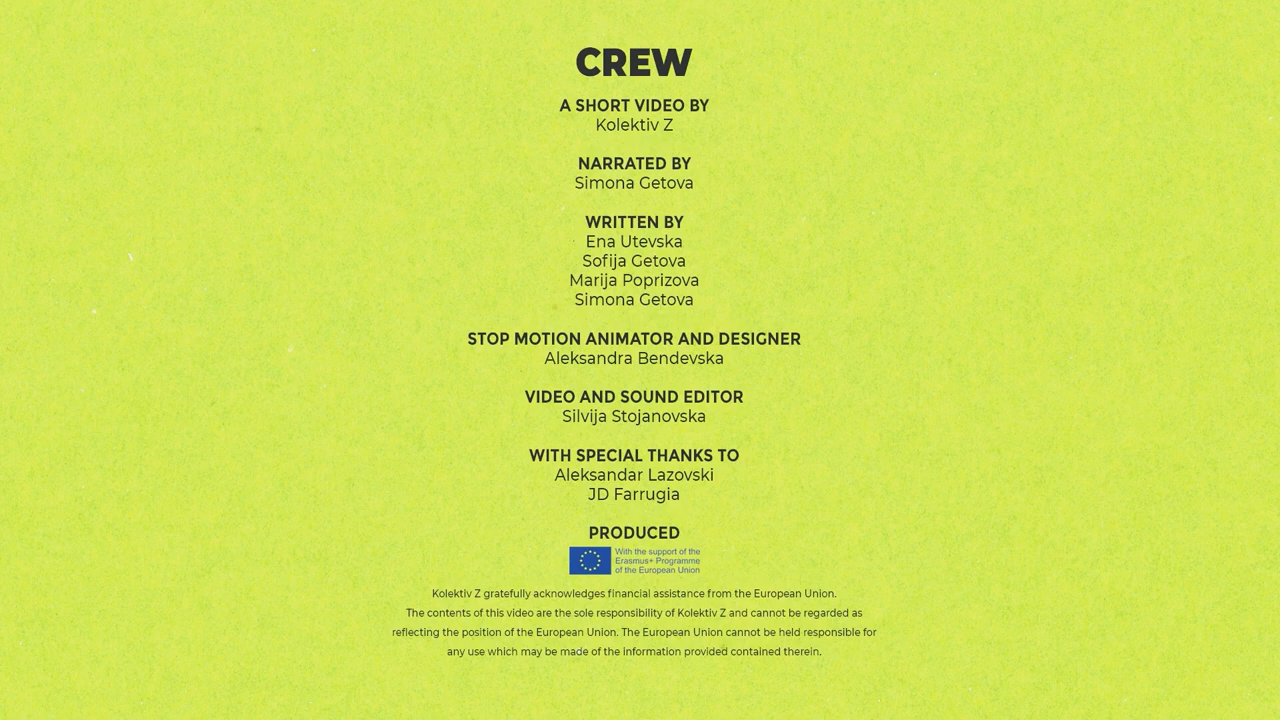 CREW
A SHORT VIDEO BY
Kolektiv Z
NARRATED BY
Simona Getova
WRITTEN BY
Ena Utevska
Sofija Getova
Marija Poprizova
Simona Getova
STOP MOTION ANIMATOR AND DESIGNER
Aleksandra Bendevska
VIDEO AND SOUND EDITOR
Silvija Stojanovska
WITH SPECIAL THANKS TO
Aleksandar Lazovski
JD Farrugia
PRODUCED
With the support of the
Erasmus+ Programme
of the European Union
Kolektiv Z gratefully acknowledges financial assistance from the European Union.
The contents of this video are the sole responsibility of Kolektiv Z and cannot be regarded as
reflecting the position of the European Union. The European Union cannot be held responsible for
any use which may be made of the information provided contained therein.